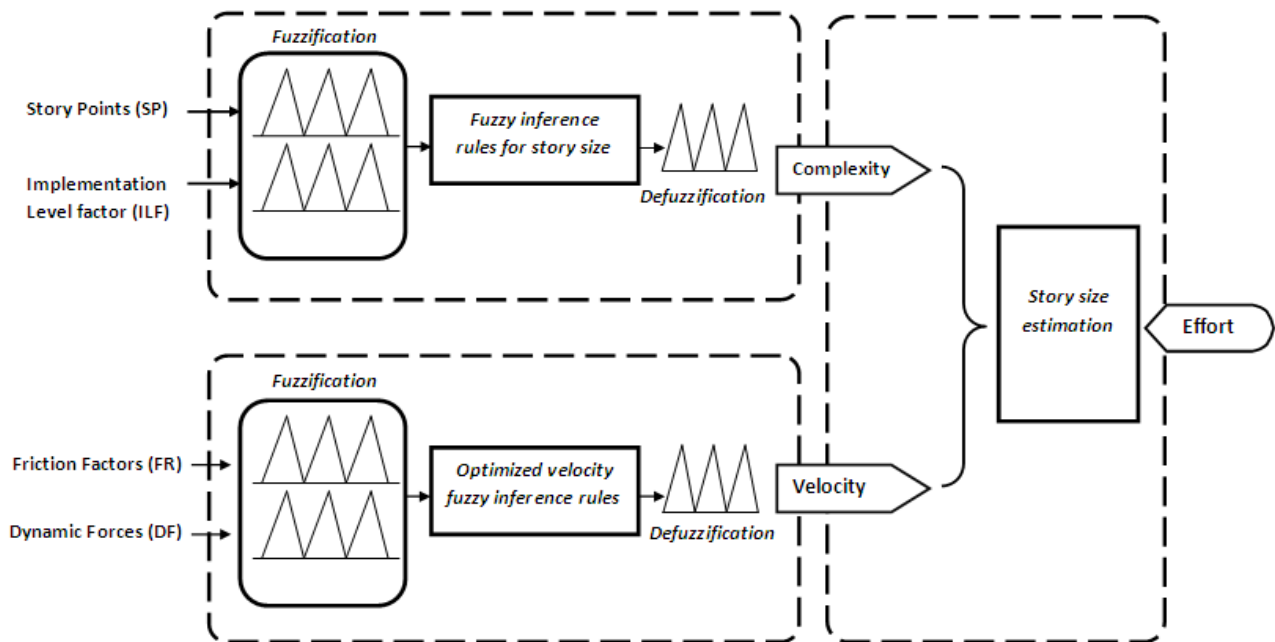 Fuzzification
Story Points (SP)
Implementation
Level factor (ILF)
Fuzzy inference
rules for story size
Defuzzification
Complexity
Story size
estimation
Effort
Fuzzification
Friction Factors (FR)
Dynamic Forces (DF)
Optimized velocity
fuzzy inference rules
Defuzzification
Velocity